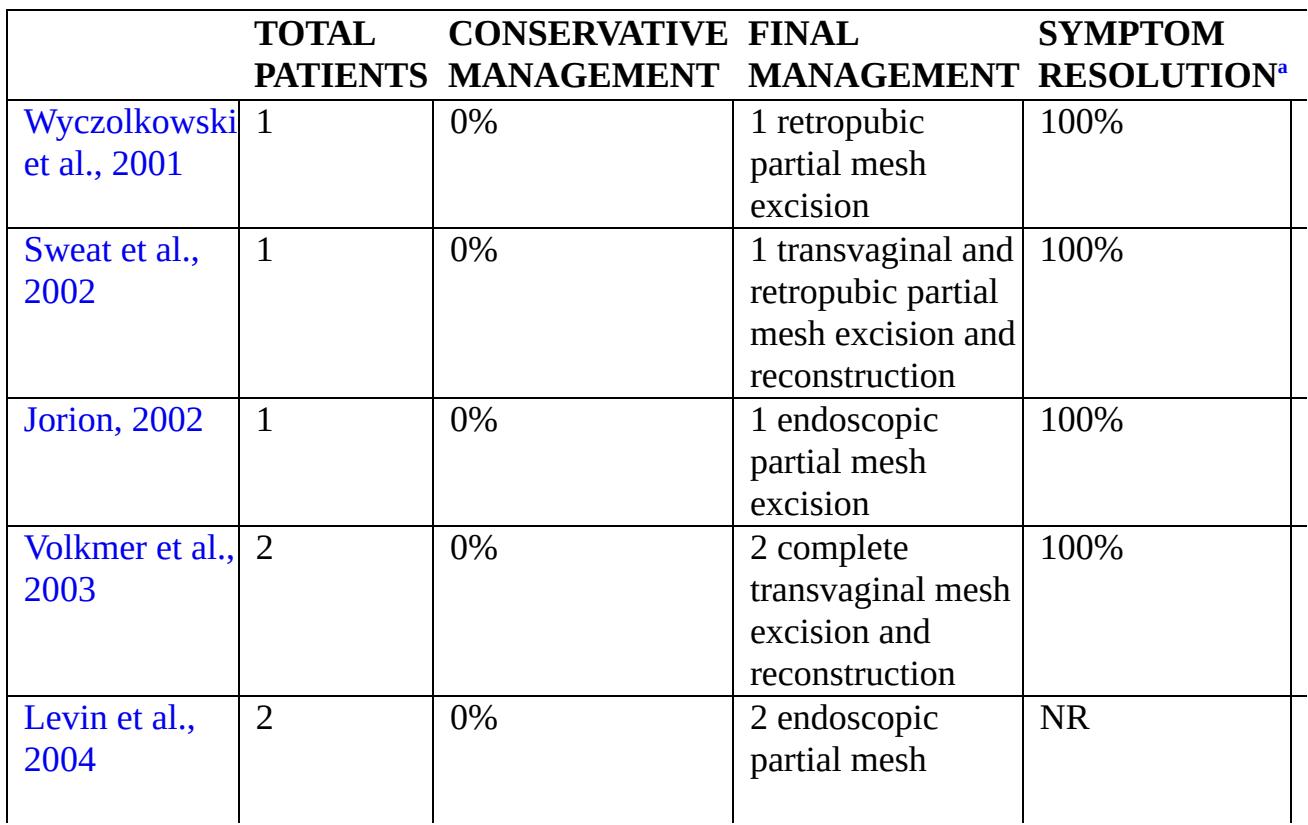 TOTAL PATIENTS CONSERVATIVE MANAGEMENT FINAL MANAGEMENT SYMPTOM RESOLUTIONa
Wyczolkowski et al., 2001
1
0%
1 retropubic
partial mesh
excision
100%
Sweat et al.,
2002
1
0%
1 transvaginal and
retropubic partial
mesh excision and
reconstruction
100%
Jorion, 2002
1
0%
1 endoscopic
partial mesh
excision
100%
Volkmer et al.,
2003
2
0%
2 complete
transvaginal mesh
excision and
reconstruction
100%
Levin et al.,
2004
2
0%
2 endoscopic
partial mesh
NR